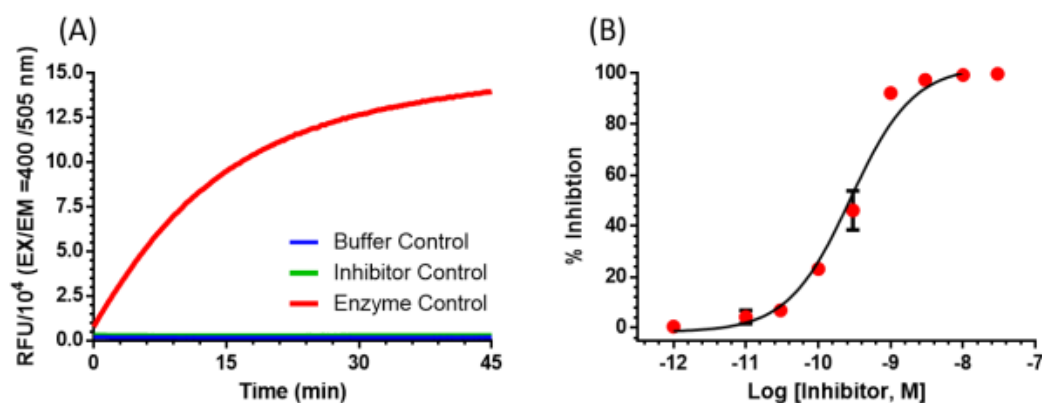 (A)
RFU/10⁴ (EX/EM =400 /505 nm)
15.0
12.5
10.0
7.5
5.0
2.5
0.0
Buffer Control
Inhibitor Control
Enzyme Control
0 15 30 45
Time (min)
(B)
% Inhibtion
100
80
60
40
20
0
-12 -11 -10 -9 -8 -7
Log [Inhibitor, M]